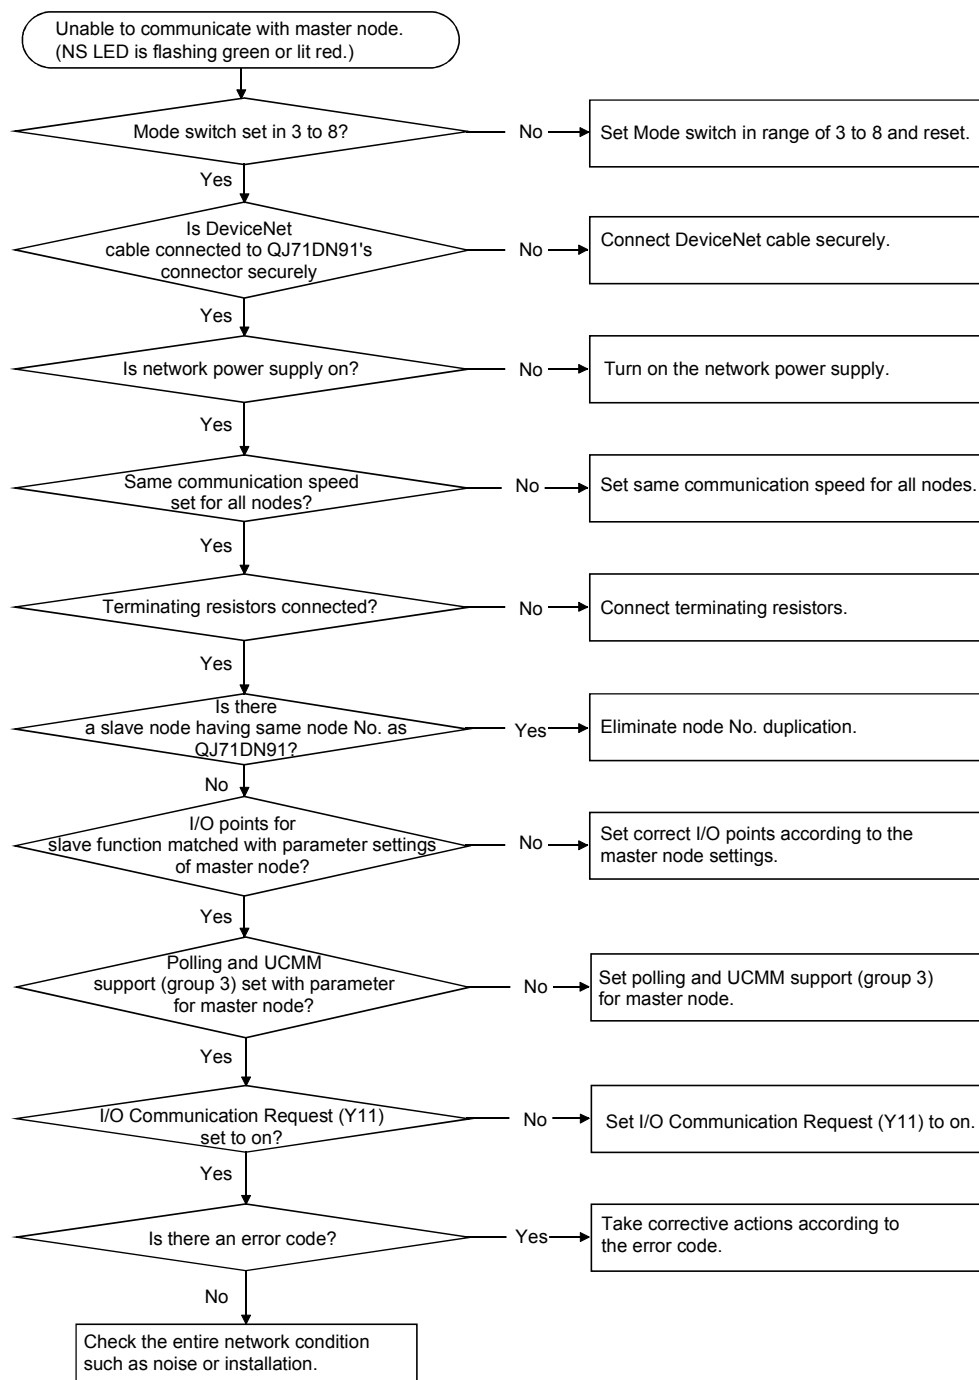 Unable to communicate with master node.
(NS LED is flashing green or lit red.)
Mode switch set in 3 to 8?
No
Set Mode switch in range of 3 to 8 and reset.
Yes
Is DeviceNet
cable connected to QJ71DN91's
connector securely
No
Connect DeviceNet cable securely.
Yes
Is network power supply on?
No
Turn on the network power supply.
Yes
Same communication speed
set for all nodes?
No
Set same communication speed for all nodes.
Yes
Terminating resistors connected?
No
Connect terminating resistors.
Yes
Is there
a slave node having same node No. as
QJ71DN91?
Yes
Eliminate node No. duplication.
No
I/O points for
slave function matched with parameter settings
of master node?
No
Set correct I/O points according to the
master node settings.
Yes
Polling and UCMM
support (group 3) set with parameter
for master node?
No
Set polling and UCMM support (group 3)
for master node.
Yes
I/O Communication Request (Y11)
set to on?
No
Set I/O Communication Request (Y11) to on.
Yes
Is there an error code?
Yes
Take corrective actions according to
the error code.
No
Check the entire network condition
such as noise or installation.